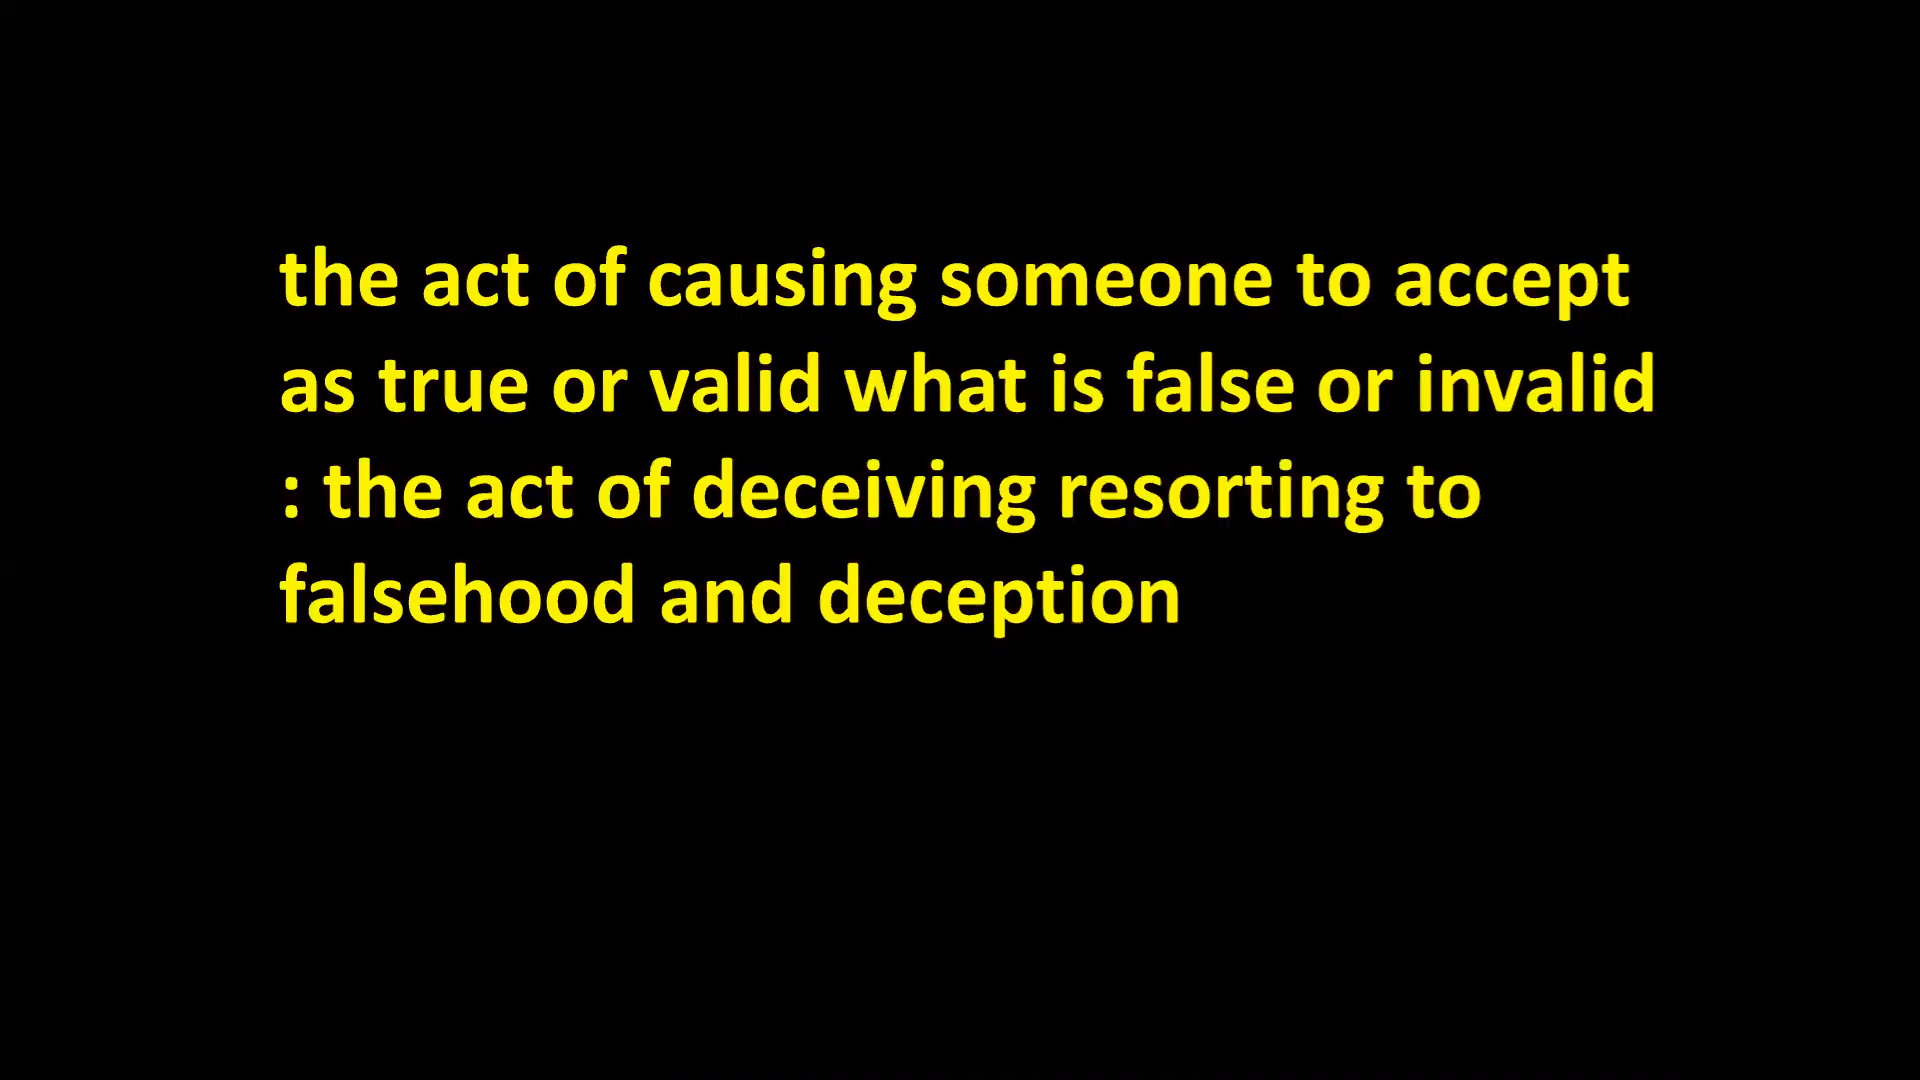 the act of causing someone to accept
as true or valid what is false or invalid
: the act of deceiving resorting to
falsehood and deception